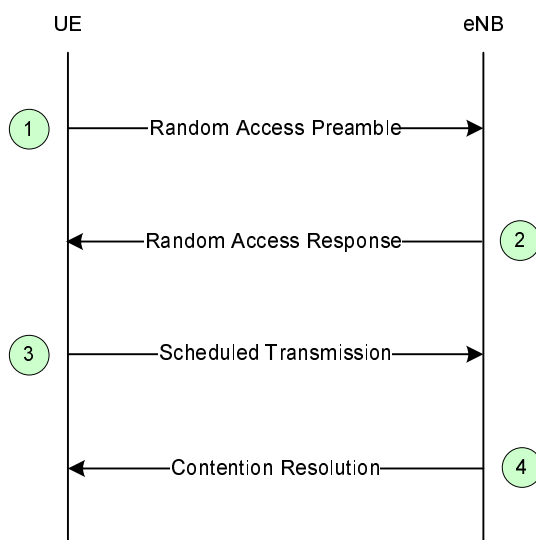 UE
eNB
1
Random Access Preamble
Random Access Response
2
3
Scheduled Transmission
Contention Resolution
4